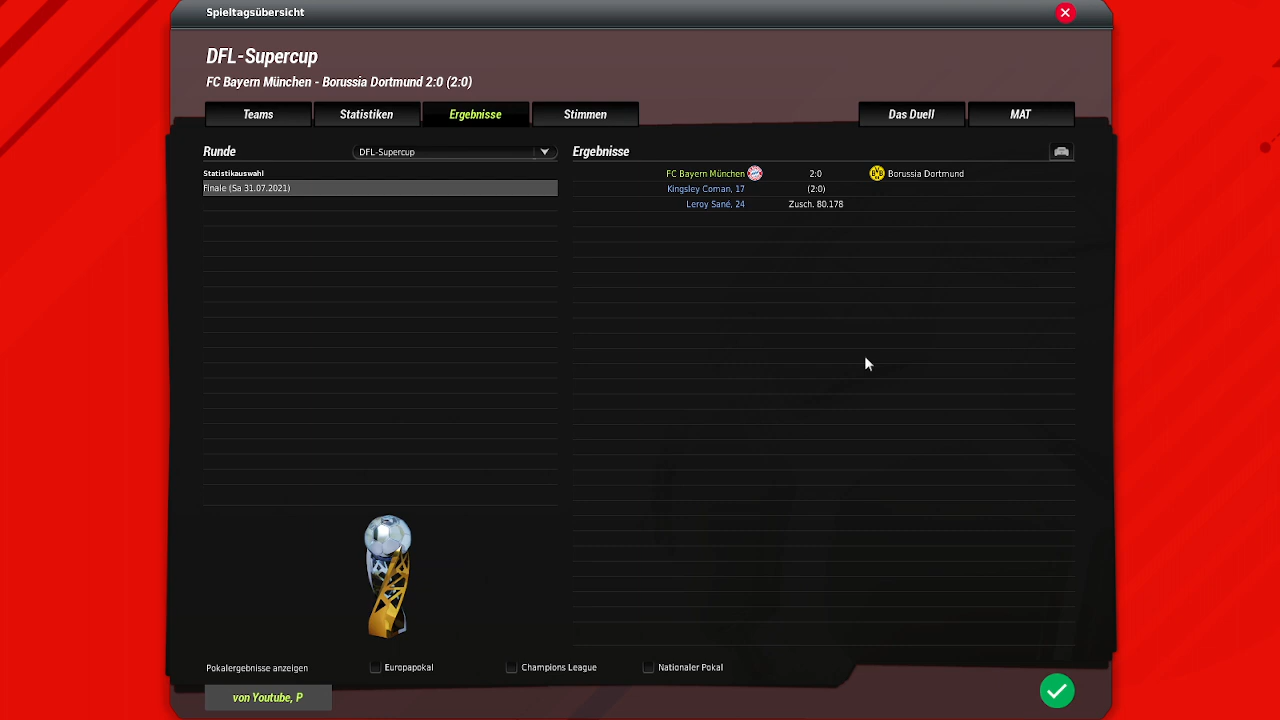 Spieltagsübersicht
DFL-Supercup
FC Bayern München - Borussia Dortmund 2:0 (2:0)
Teams
Statistiken
Ergebnisse
Stimmen
Das Duell
MAT
Runde
DFL-Supercup
Statistikauswahl
Finale (Sa 31.07.2021)
Ergebnisse
FC Bayern München 2:0 BVB 09 Borussia Dortmund
Kingsley Coman, 17 (2:0)
Leroy Sané, 24 Zusch. 80.178
Pokalergebnisse anzeigen
Europapokal
Champions League
Nationaler Pokal
von Youtube, P